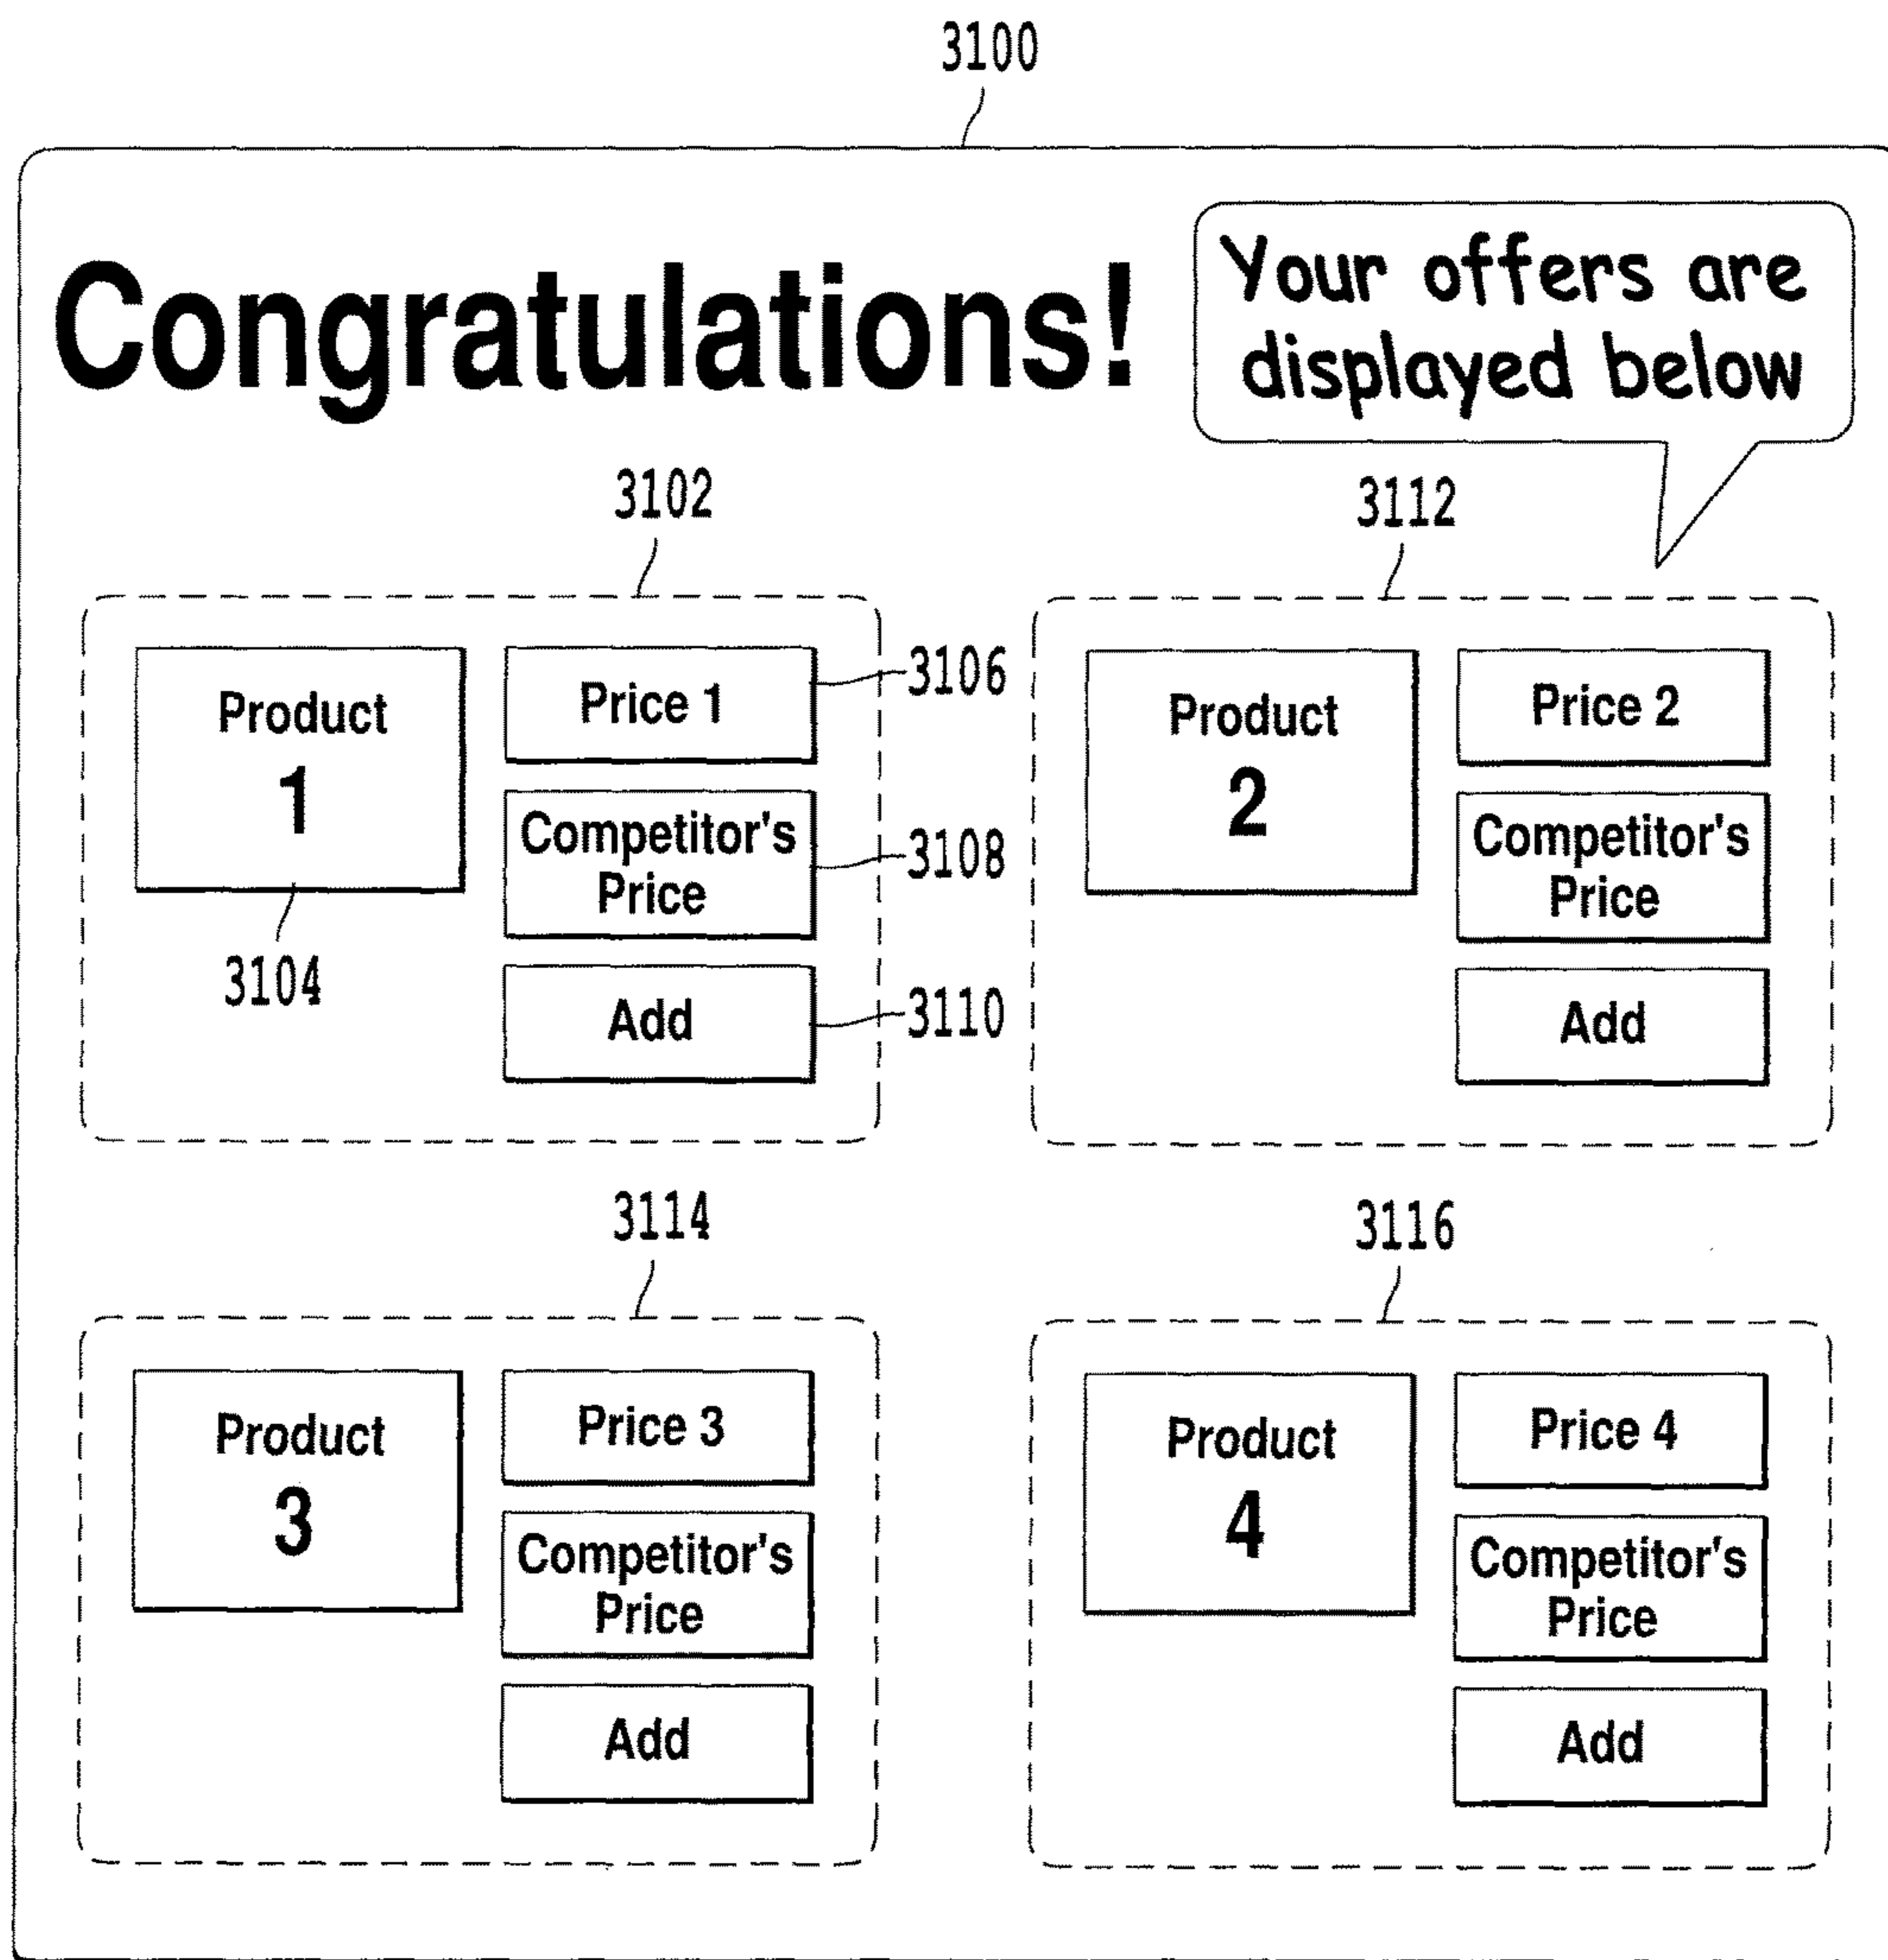 3100
Congratulations!
Your offers are
displayed below
3102
3112
Product
1
3104
Price 1
3106
Competitor's
Price
3108
Add
3110
Product
2
Price 2
Competitor's
Price
Add
3114
3116
Product
3
Price 3
Competitor's
Price
Add
Product
4
Price 4
Competitor's
Price
Add